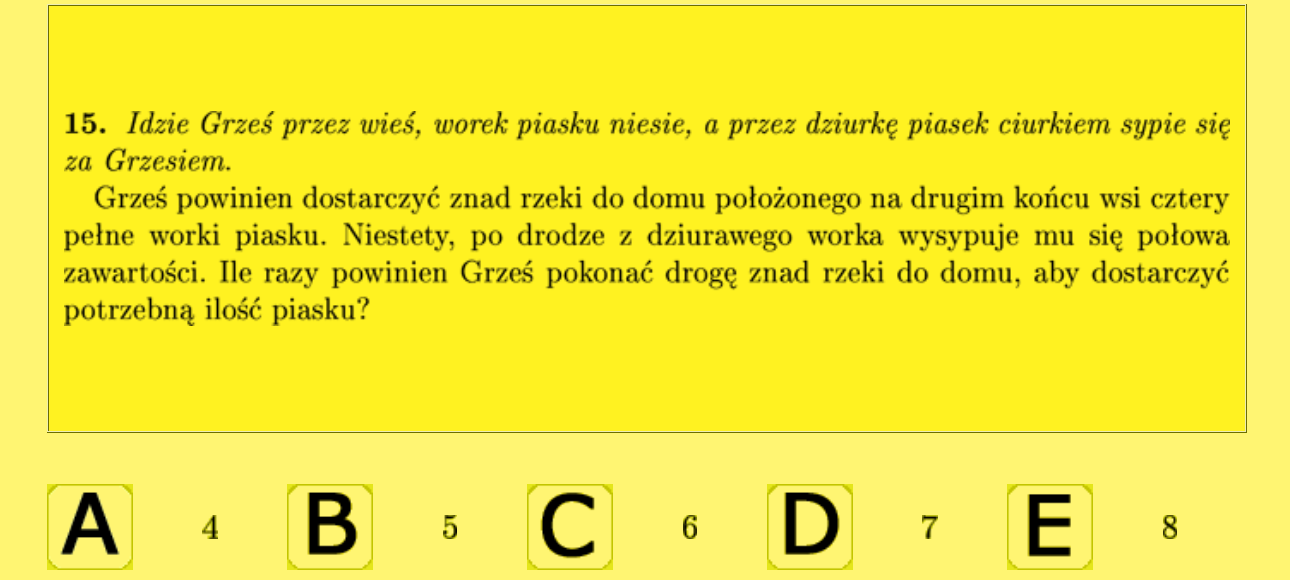 15. Idzie Grześ przez wieś, worek piasku niesie, a przez dziurkę piasek ciurkiem sypie się
za Grzesiem.
Grześ powinien dostarczyć znad rzeki do domu położonego na drugim końcu wsi cztery
pełne worki piasku. Niestety, po drodze z dziurawego worka wysypuje mu się połowa
zawartości. Ile razy powinien Grześ pokonać drogę znad rzeki do domu, aby dostarczyć
potrzebną ilość piasku?
A 4 B 5 C 6 D 7 E 8